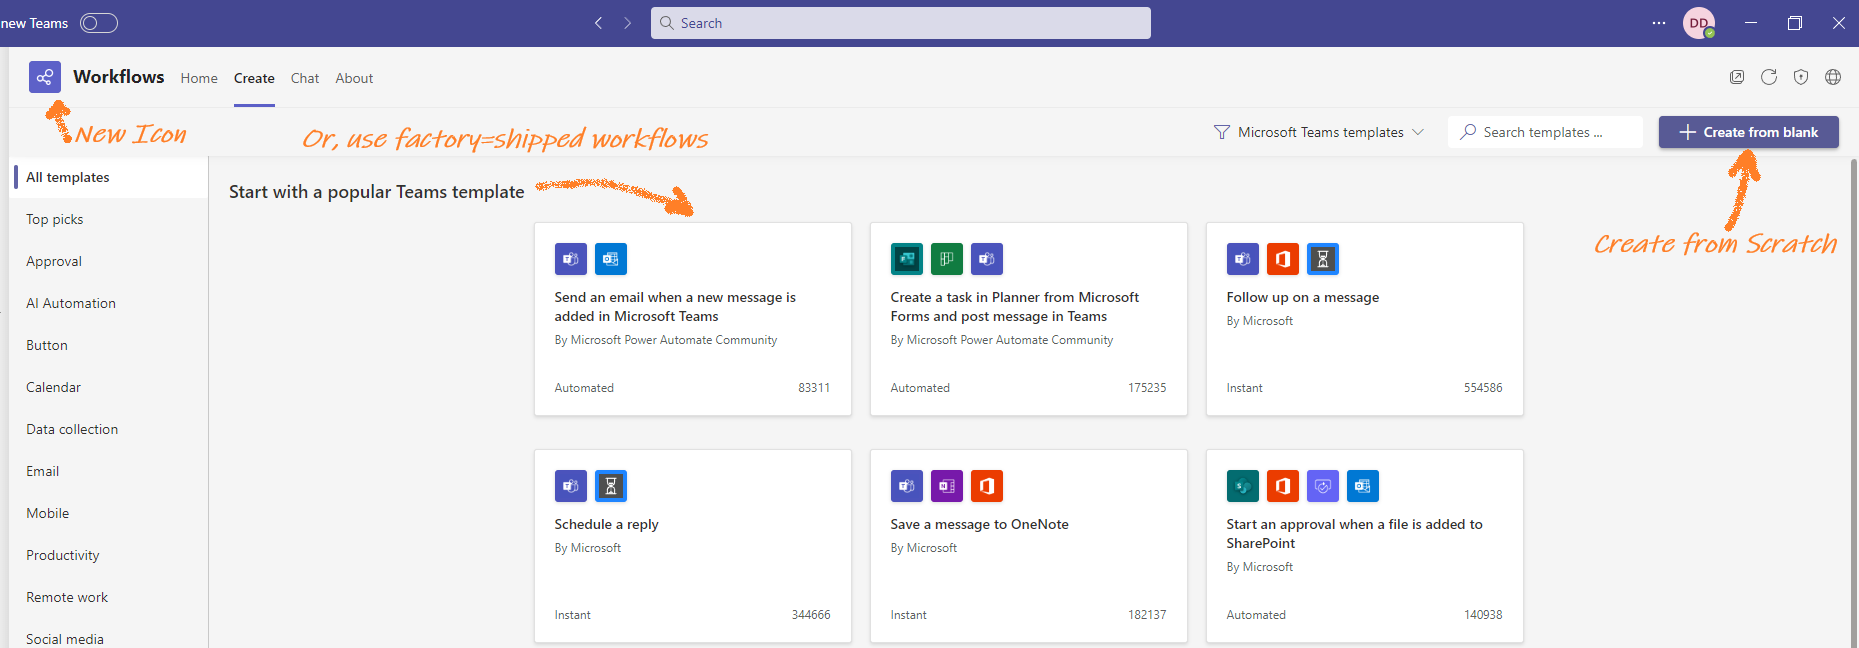 new Teams
Search
DD
Workflows Home Create Chat About
New Icon
Or, use factory=shipped workflows
Microsoft Teams templates
Search templates ...
Create from blank
Create from Scratch
All templates
Top picks
Approval
AI Automation
Button
Calendar
Data collection
Email
Mobile
Productivity
Remote work
Social media
Start with a popular Teams template
Send an email when a new message is
added in Microsoft Teams
By Microsoft Power Automate Community
Automated 83311
Create a task in Planner from Microsoft
Forms and post message in Teams
By Microsoft Power Automate Community
Automated 175235
Follow up on a message
By Microsoft
Instant 554586
Schedule a reply
By Microsoft
Instant 344666
Save a message to OneNote
By Microsoft
Instant 182137
Start an approval when a file is added to
SharePoint
By Microsoft
Automated 140938